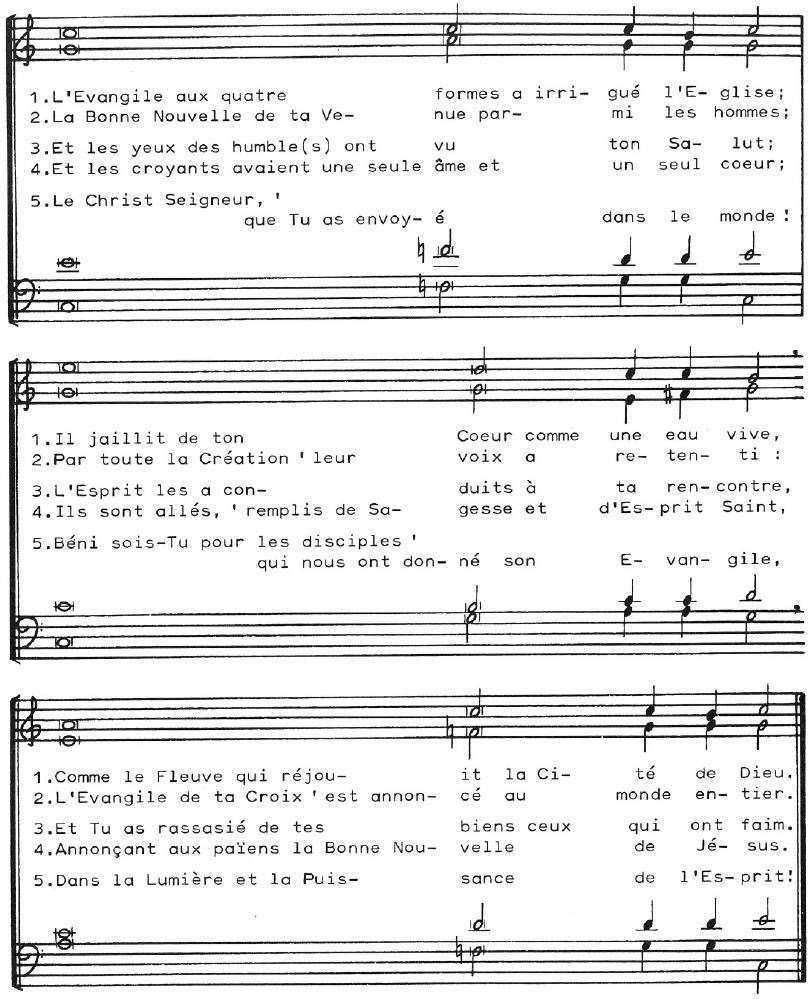 1.L'Evangile aux quatre formes a irri- gué l'E- glise;
2.La Bonne Nouvelle de ta Ve- nue par- mi les hommes;
3.Et les yeux des humble(s) ont vu ton Sa- lut;
4.Et les croyants avaient une seule âme et un seul coeur;
5.Le Christ Seigneur, '
que Tu as envoy- é dans le monde!
1.Il jaillit de ton Coeur comme une eau vive,
2.Par toute la Création ' leur voix a re- ten- ti :
3.L'Esprit les a con- duits à ta ren- contre,
4.Ils sont allés, ' remplis de Sa- gesse et d'Es- prit Saint,
5.Béni sois-Tu pour les disciples '
qui nous ont don- né son E- van- gile,
1.Comme le Fleuve qui réjou- it la Ci- té de Dieu.
2.L'Evangile de ta Croix ' est annon- cé au monde en- tier.
3.Et Tu as rassasié de tes biens ceux qui ont faim.
4.Annonçant aux païens la Bonne Nou- velle de Jé- sus.
5.Dans la Lumière et la Puis- sance de l'Es- prit!